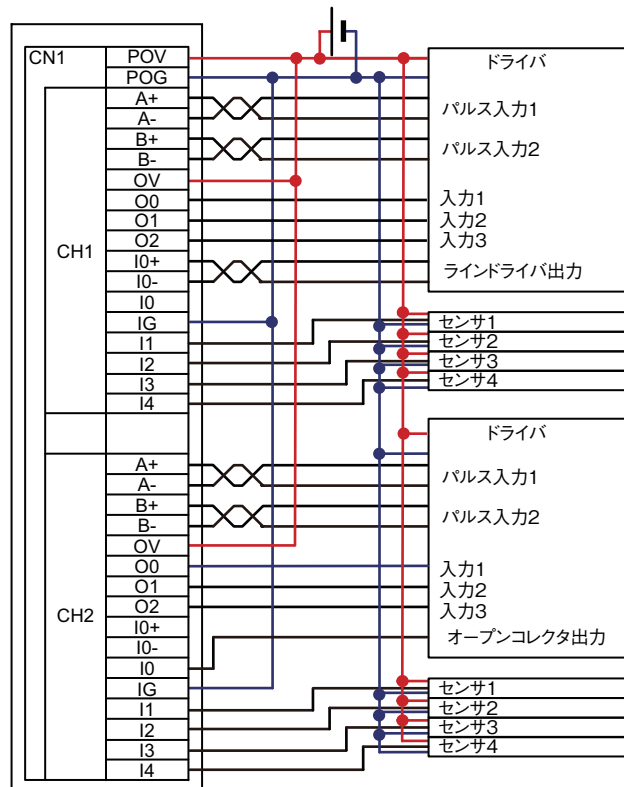 CN1
POV
POG
CH1
A+
A-
B+
B-
OV
O0
O1
O2
I0+
I0-
I0
IG
I1
I2
I3
I4
CH2
A+
A-
B+
B-
OV
O0
O1
O2
I0+
I0-
I0
IG
I1
I2
I3
I4
ドライバ
パルス入力1
パルス入力2
入力1
入力2
入力3
ラインドライバ出力
センサ1
センサ2
センサ3
センサ4
ドライバ
パルス入力1
パルス入力2
入力1
入力2
入力3
オープンコレクタ出力
センサ1
センサ2
センサ3
センサ4